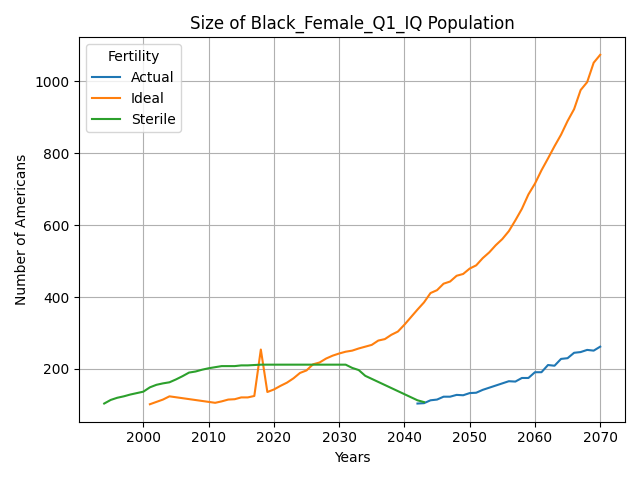 Size of Black_Female_Q1_IQ Population
Fertility
Actual
Ideal
Sterile
Number of Americans
1000
800
600
400
200
2000 2010 2020 2030 2040 2050 2060 2070
Years